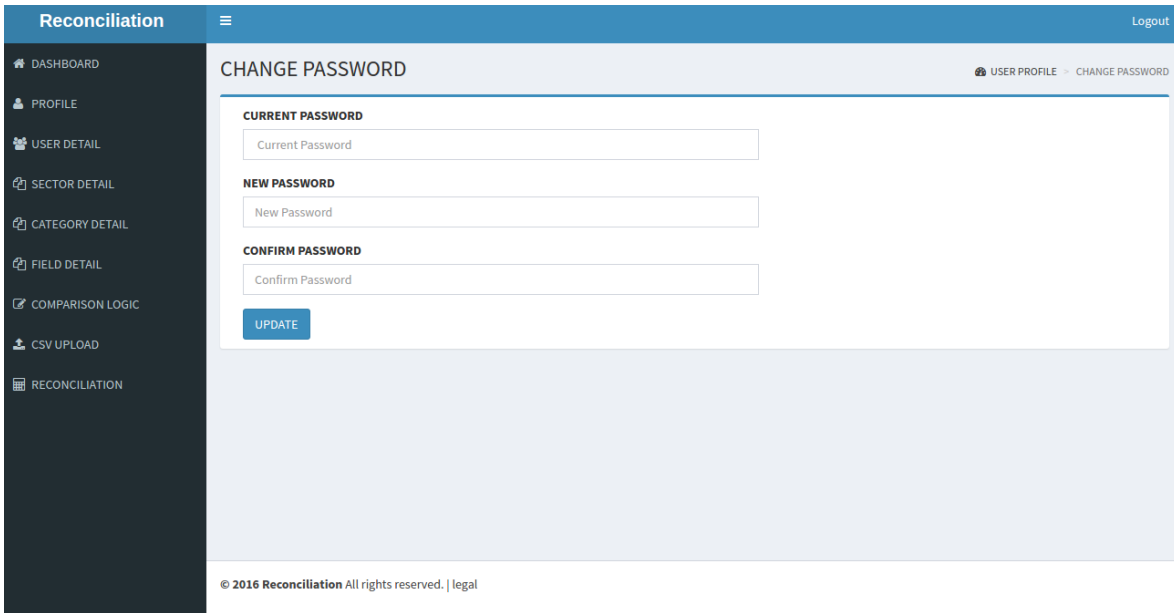 Reconciliation
Logout
DASHBOARD
PROFILE
USER DETAIL
SECTOR DETAIL
CATEGORY DETAIL
FIELD DETAIL
COMPARISON LOGIC
CSV UPLOAD
RECONCILIATION
CHANGE PASSWORD
USER PROFILE > CHANGE PASSWORD
CURRENT PASSWORD
Current Password
NEW PASSWORD
New Password
CONFIRM PASSWORD
Confirm Password
UPDATE
© 2016 Reconciliation All rights reserved. | legal